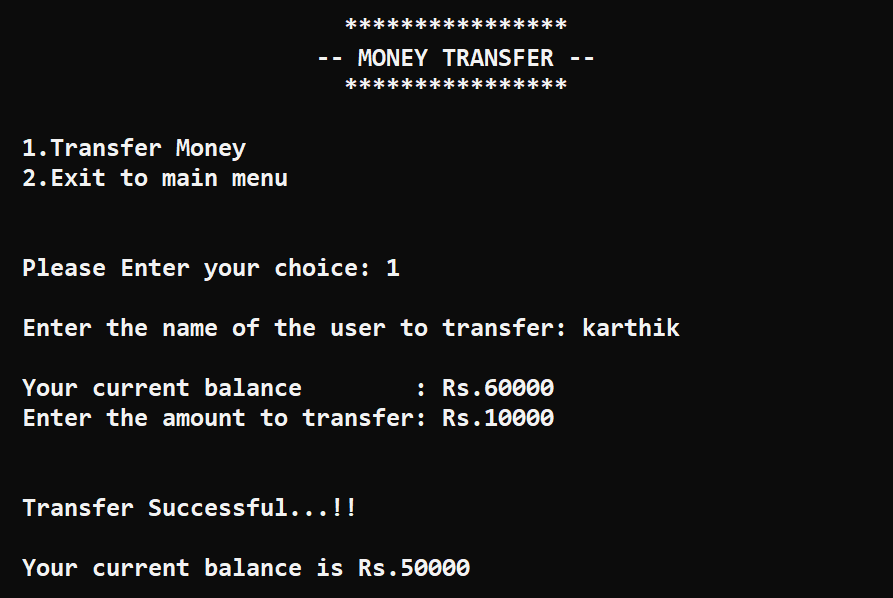 ****************
-- MONEY TRANSFER --
****************
1.Transfer Money
2.Exit to main menu
Please Enter your choice: 1
Enter the name of the user to transfer: karthik
Your current balance        : Rs.60000
Enter the amount to transfer: Rs.10000
Transfer Successful...!!
Your current balance is Rs.50000